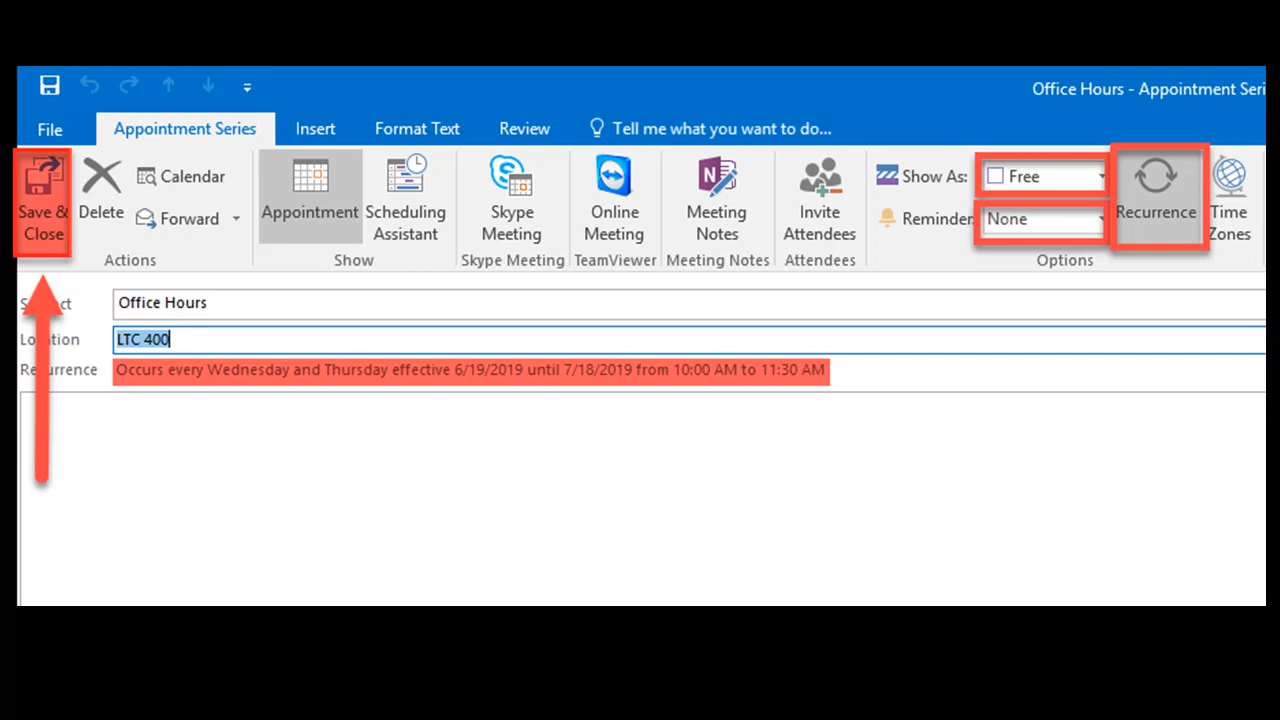 Office Hours - Appointment Seri
File Appointment Series Insert Format Text Review Tell me what you want to do...
Save & Close
Delete
Calendar
Forward
Actions
Appointment
Scheduling Assistant
Show
Skype Meeting
Skype Meeting
Online Meeting
TeamViewer
N
Meeting Notes
Meeting Notes
Invite Attendees
Attendees
Show As: Free
Reminder: None
Recurrence
Time Zones
Options
Office Hours
Location LTC 400
Recurrence Occurs every Wednesday and Thursday effective 6/19/2019 until 7/18/2019 from 10:00 AM to 11:30 AM